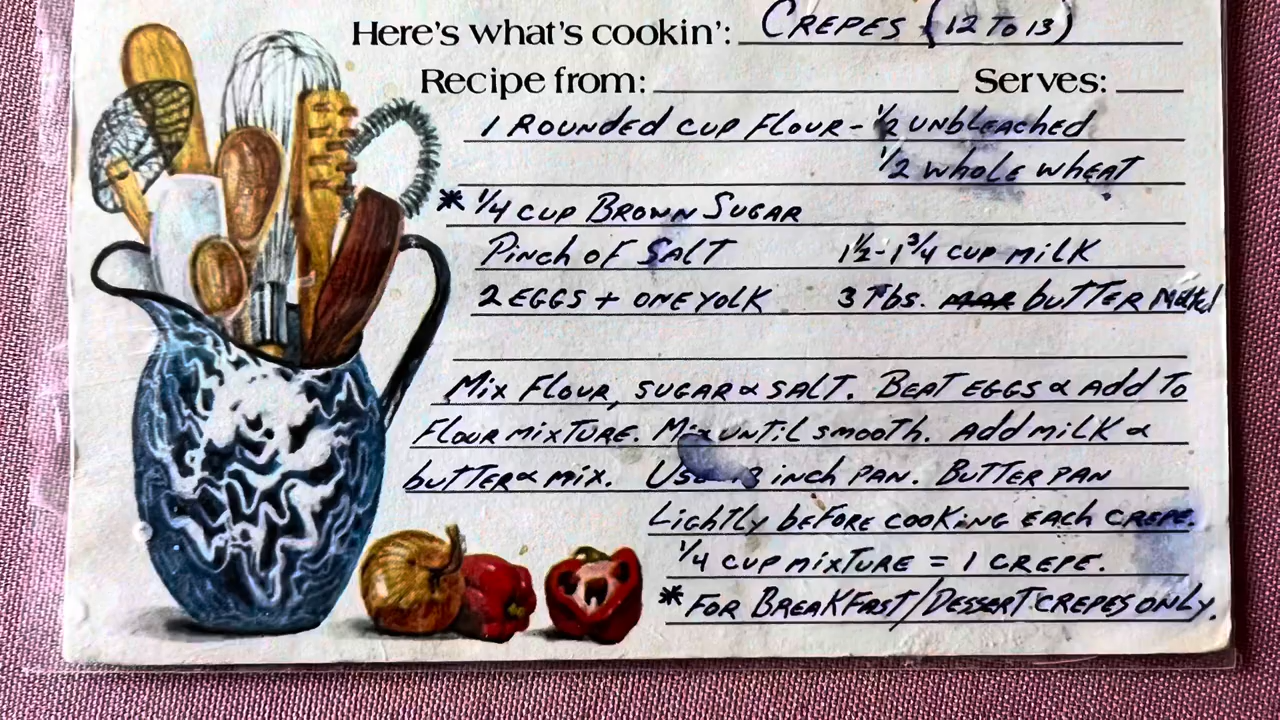 Here's what's cookin': CREPES (12 TO 13)
Recipe from: Serves:
1 ROUNDED CUP FLOUR - 1/2 UNBLEACHED
1/2 WHOLE WHEAT
* 1/4 CUP BROWN SUGAR
PINCH OF SALT 1 1/2 - 1 3/4 CUP MILK
2 EGGS + ONE YOLK 3 Tbs. BUTTER MELTED
MIX FLOUR, SUGAR & SALT. BEAT EGGS & ADD TO
FLOUR MIXTURE. MIX UNTIL SMOOTH. ADD MILK &
BUTTER & MIX. USE INCH PAN. BUTTER PAN
LIGHTLY BEFORE COOKING EACH CREPE.
1/4 CUP MIXTURE = 1 CREPE.
* FOR BREAKFAST/DESSERT CREPES ONLY.